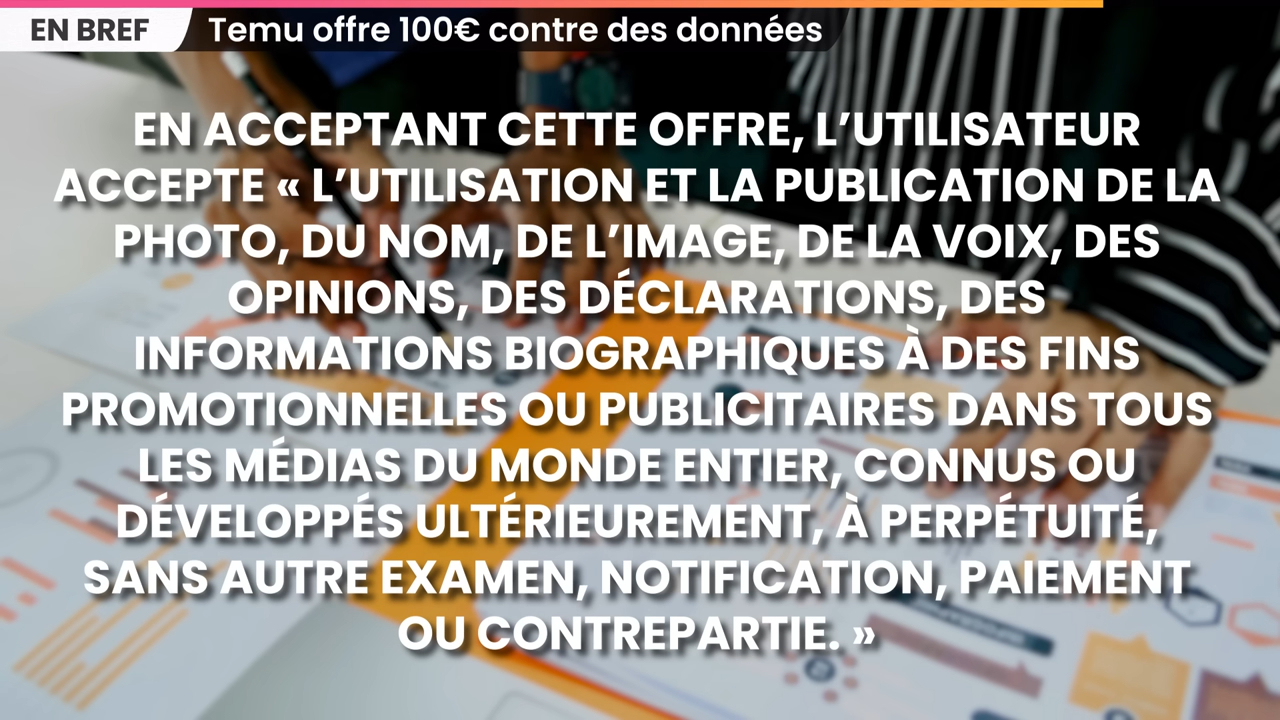 EN BREF
Temu offre 100€ contre des données
EN ACCEPTANT CETTE OFFRE, L’UTILISATEUR
ACCEPTE « L’UTILISATION ET LA PUBLICATION DE LA
PHOTO, DU NOM, DE L’IMAGE, DE LA VOIX, DES
OPINIONS, DES DÉCLARATIONS, DES
INFORMATIONS BIOGRAPHIQUES À DES FINS
PROMOTIONNELLES OU PUBLICITAIRES DANS TOUS
LES MÉDIAS DU MONDE ENTIER, CONNUS OU
DÉVELOPPÉS ULTÉRIEUREMENT, À PERPÉTUITÉ,
SANS AUTRE EXAMEN, NOTIFICATION, PAIEMENT
OU CONTREPARTIE. »